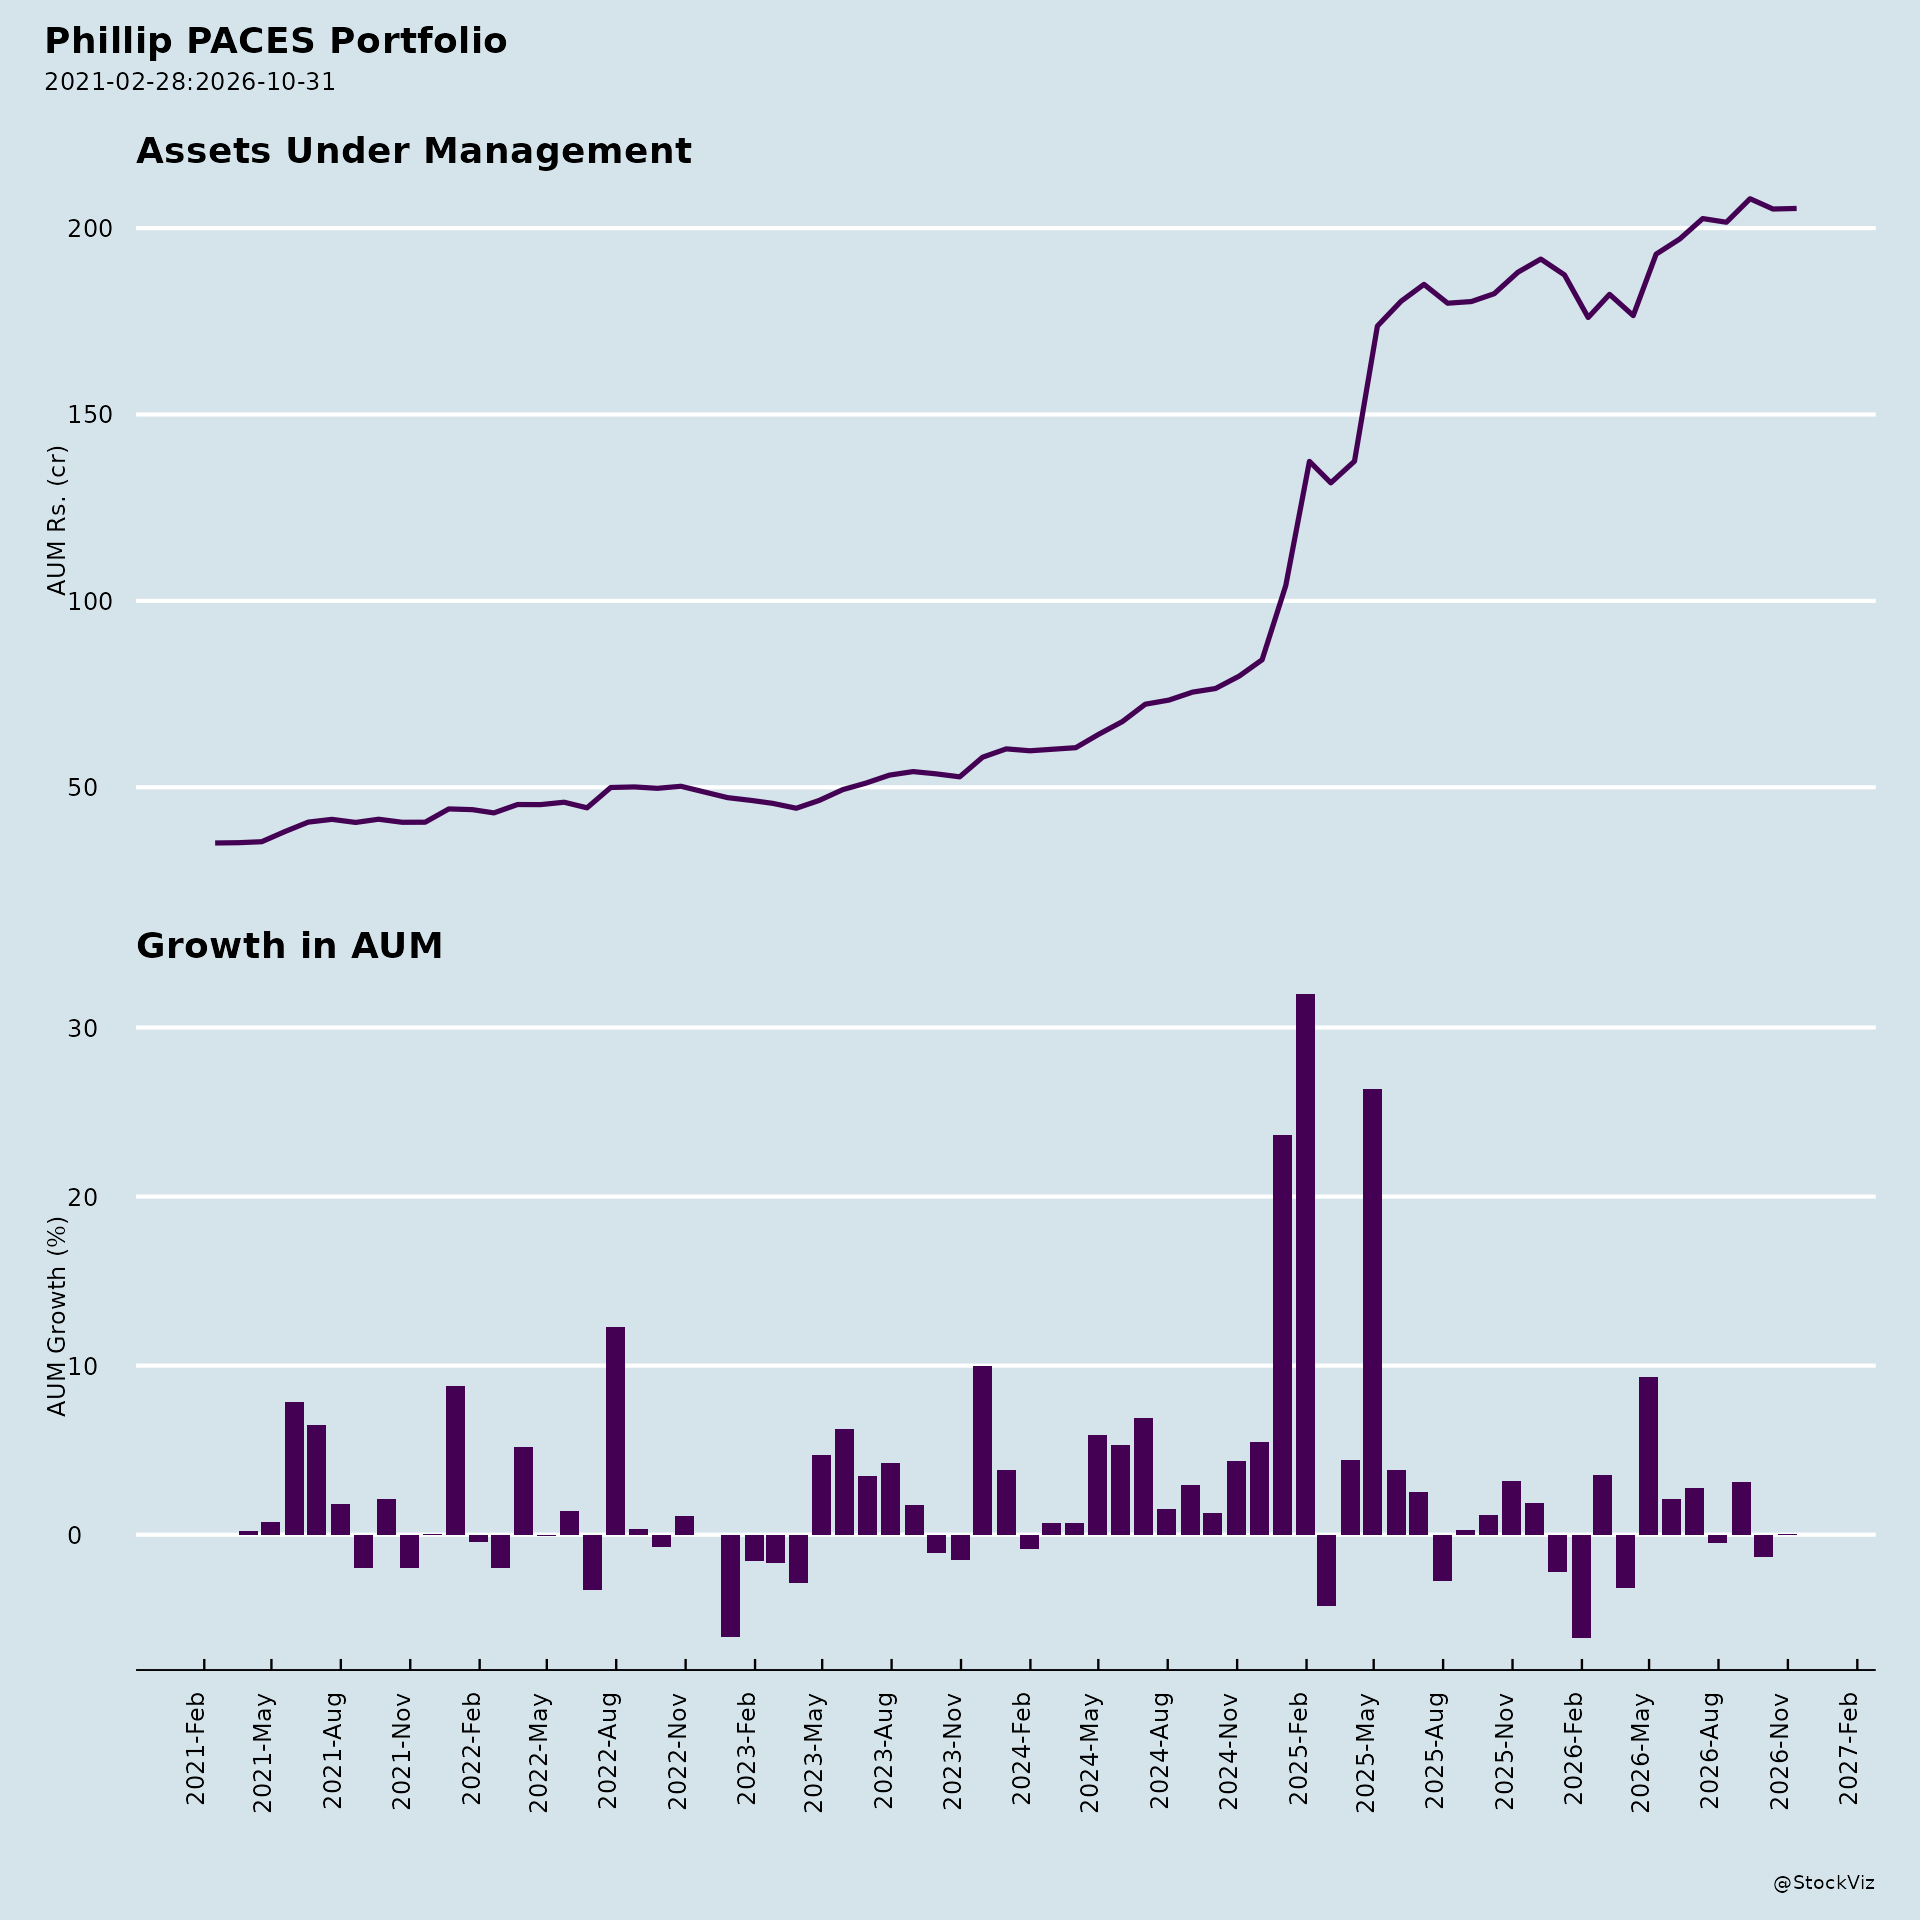 Phillip PACES Portfolio
2021-02-28:2026-10-31
Assets Under Management
AUM Rs. (cr)
200
150
100
50
Growth in AUM
AUM Growth (%)
30
20
10
0
2021-Feb
2021-May
2021-Aug
2021-Nov
2022-Feb
2022-May
2022-Aug
2022-Nov
2023-Feb
2023-May
2023-Aug
2023-Nov
2024-Feb
2024-May
2024-Aug
2024-Nov
2025-Feb
2025-May
2025-Aug
2025-Nov
2026-Feb
2026-May
2026-Aug
2026-Nov
2027-Feb
@StockViz